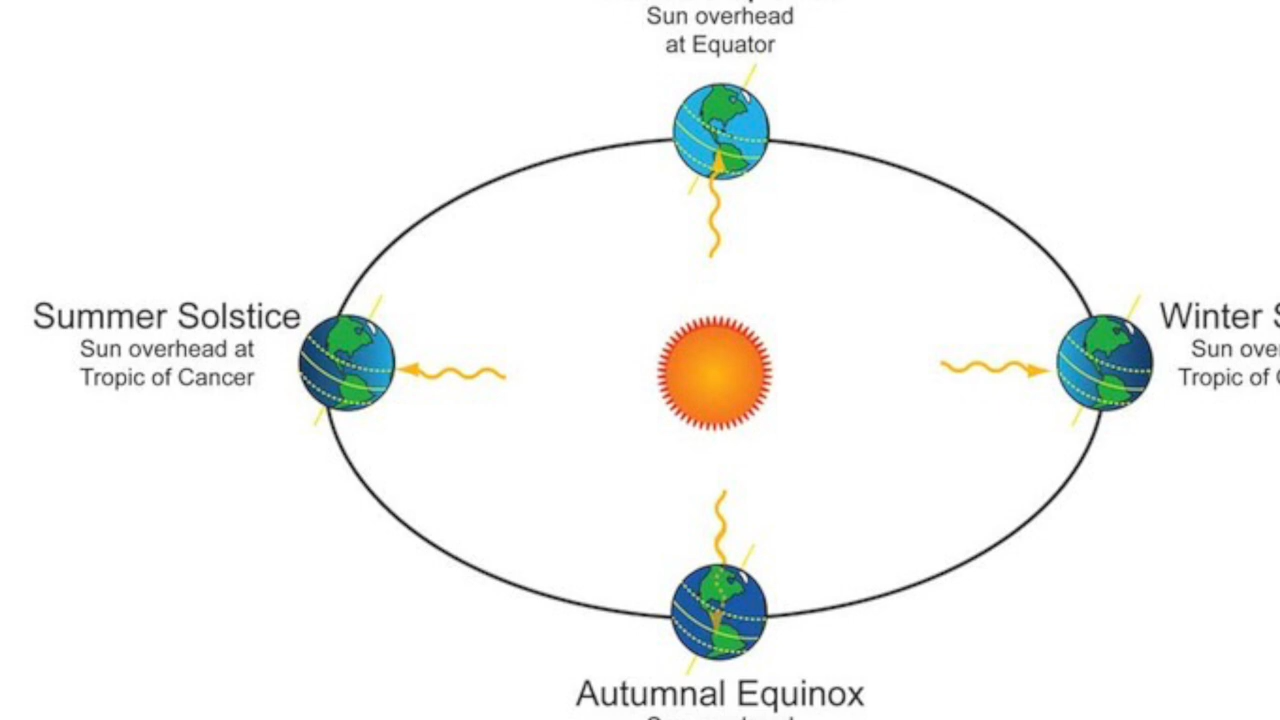 Sun overhead
at Equator
Summer Solstice
Sun overhead at
Tropic of Cancer
Winter S
Sun over
Tropic of C
Autumnal Equinox